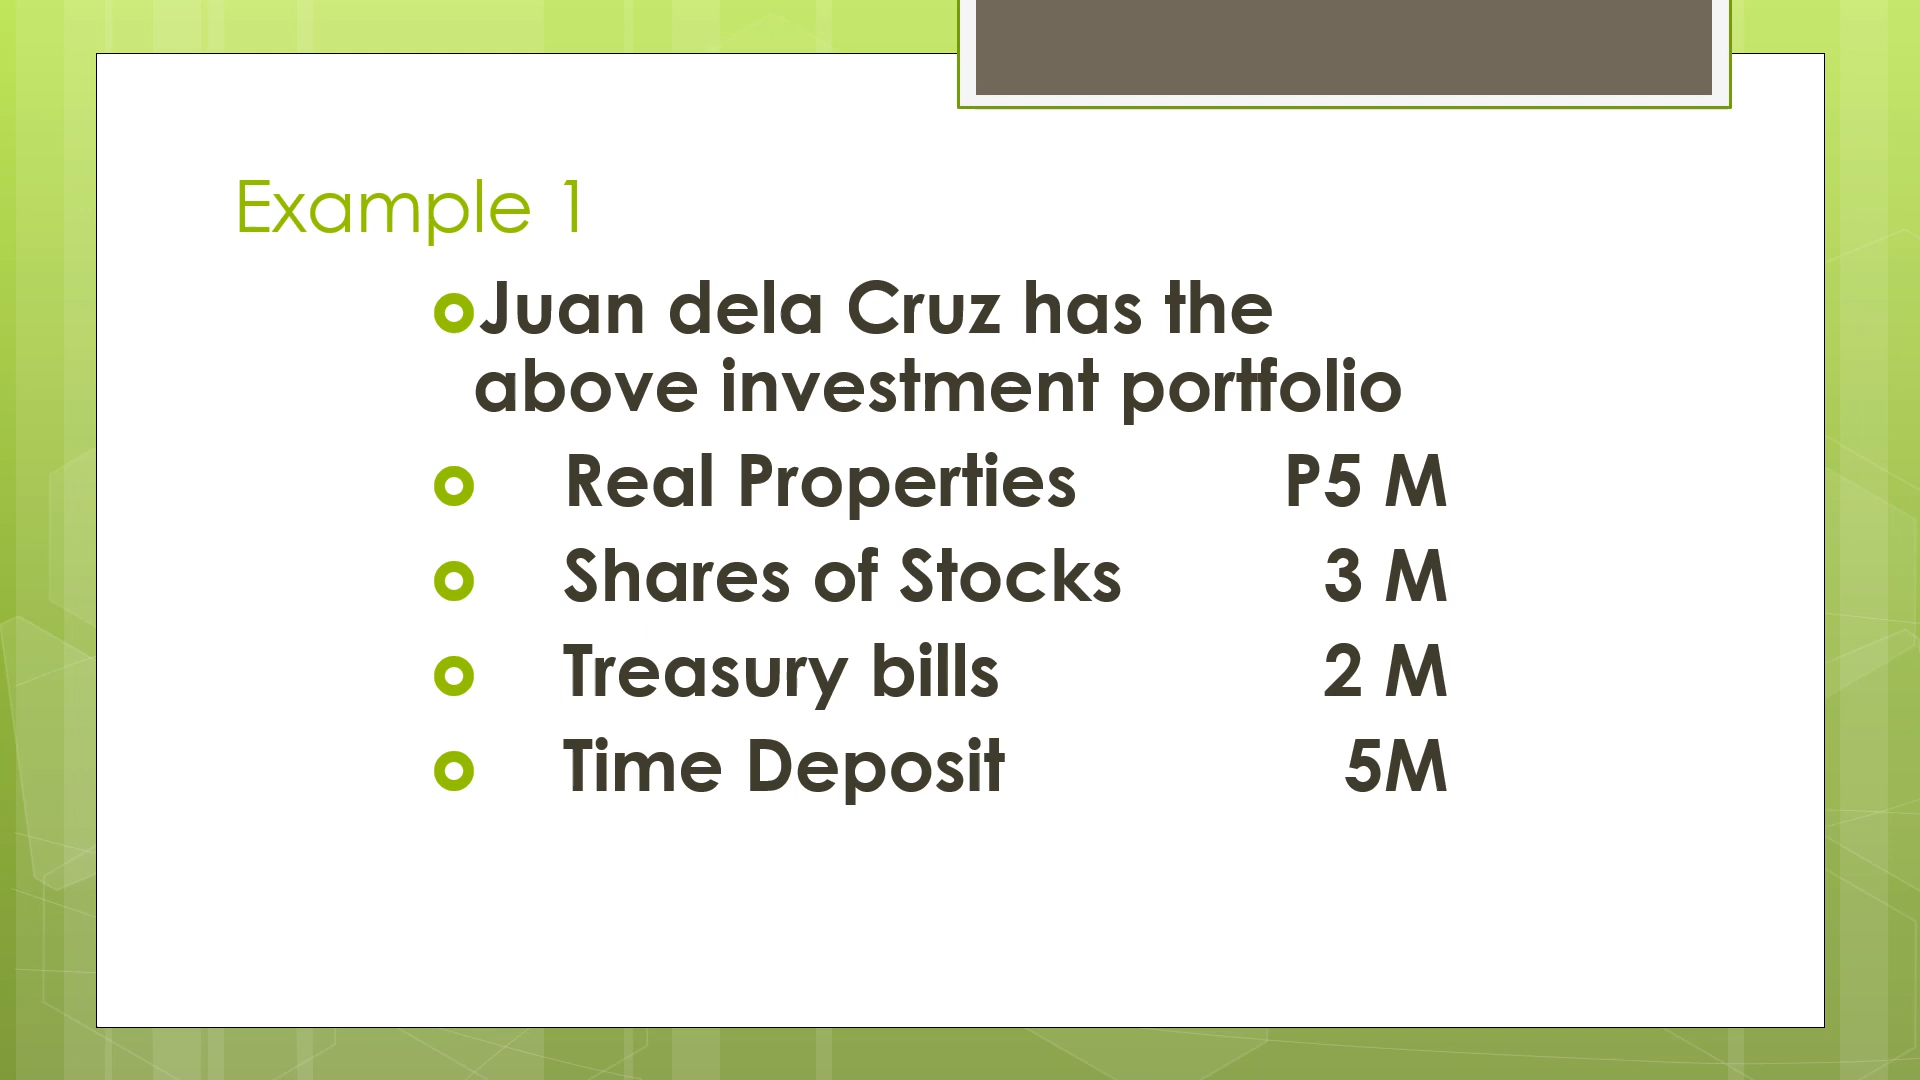 Example 1
Juan dela Cruz has the
above investment portfolio
Real Properties P5 M
Shares of Stocks 3 M
Treasury bills 2 M
Time Deposit 5M